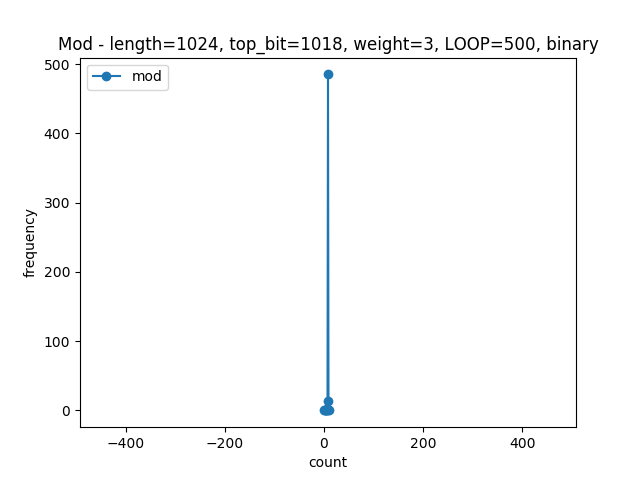 Mod - length=1024, top_bit=1018, weight=3, LOOP=500, binary
mod
500
400
300
200
100
0
frequency
−400
−200
0
200
400
count